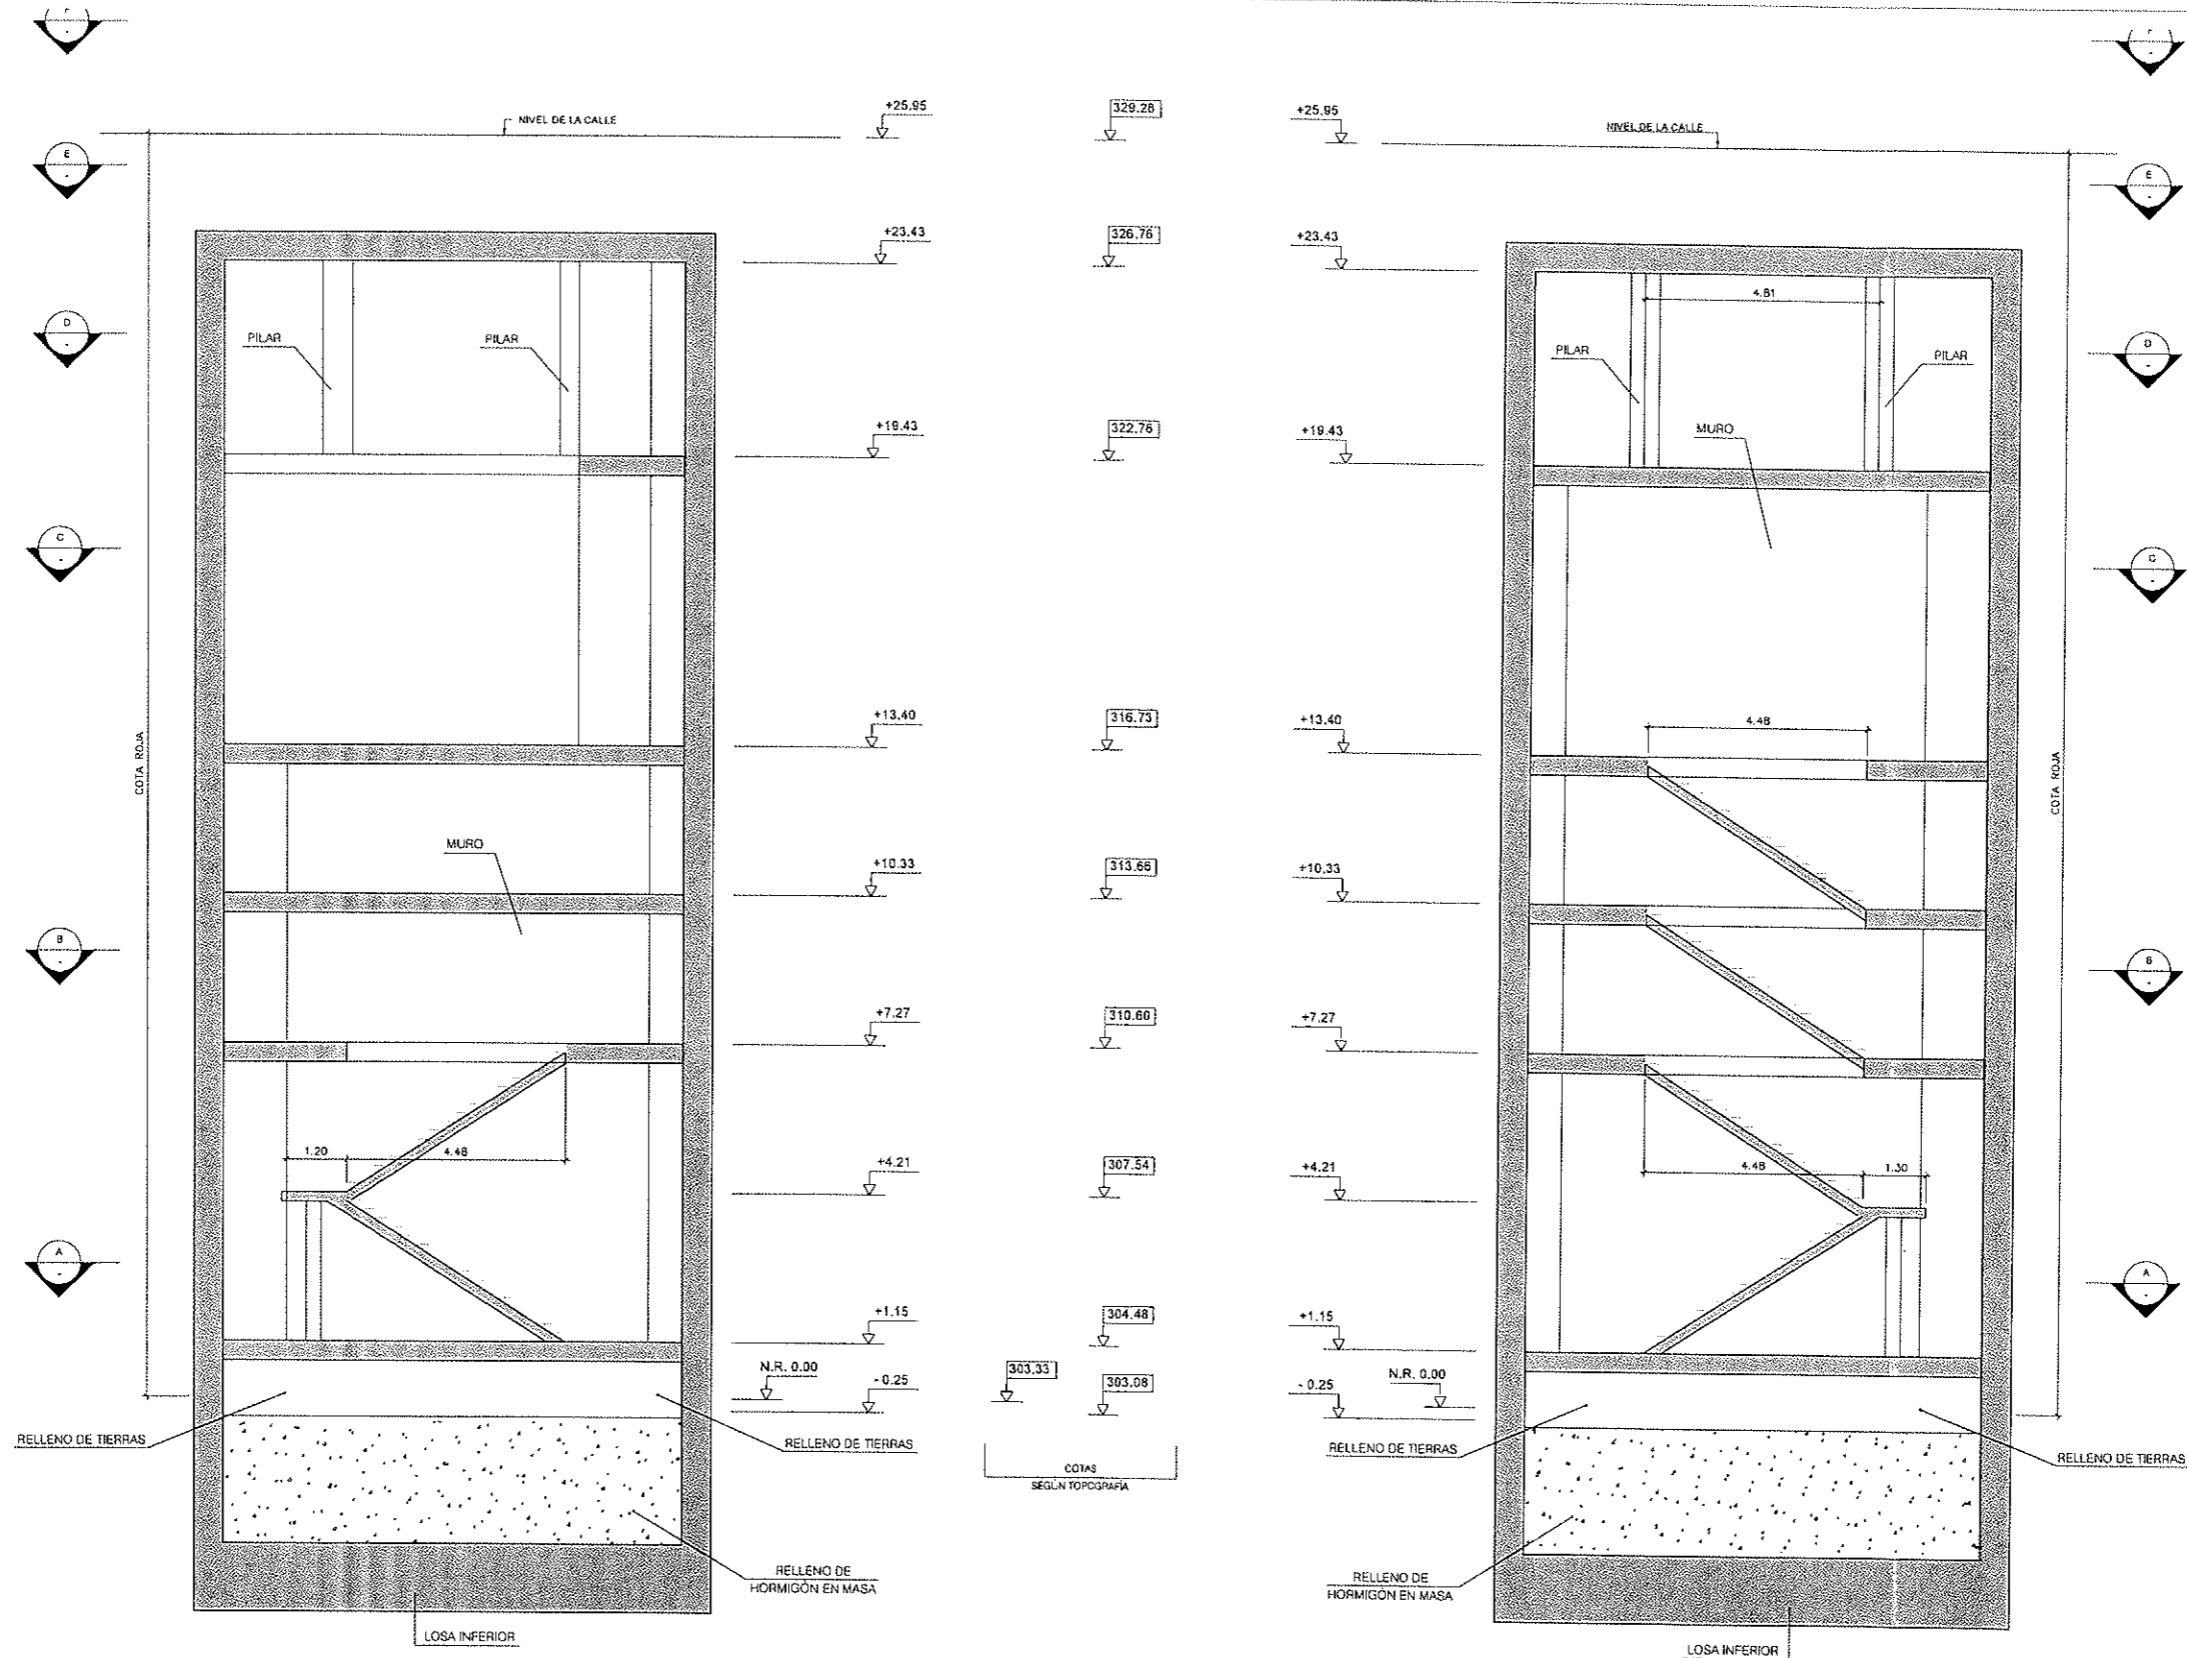 F
-
F
-
+25.95
329.28
+25.95
NIVEL DE LA CALLE
NIVEL DE LA CALLE
E
-
E
-
+23.43
326.76
+23.43
4.81
D
-
PILAR
PILAR
PILAR
PILAR
D
-
+19.43
322.76
+19.43
MURO
C
-
C
-
+13.40
316.73
+13.40
4.48
COTA ROJA
COTA ROJA
MURO
+10.33
313.66
+10.33
B
-
B
-
+7.27
310.60
+7.27
1.20
4.48
+4.21
307.54
+4.21
4.48
1.30
A
-
A
-
+1.15
304.48
+1.15
N.R. 0.00
303.33
- 0.25
303.08
- 0.25
N.R. 0.00
RELLENO DE TIERRAS
RELLENO DE TIERRAS
RELLENO DE TIERRAS
RELLENO DE TIERRAS
COTAS
SEGÚN TOPOGRAFÍA
RELLENO DE
HORMIGÓN EN MASA
RELLENO DE
HORMIGÓN EN MASA
LOSA INFERIOR
LOSA INFERIOR